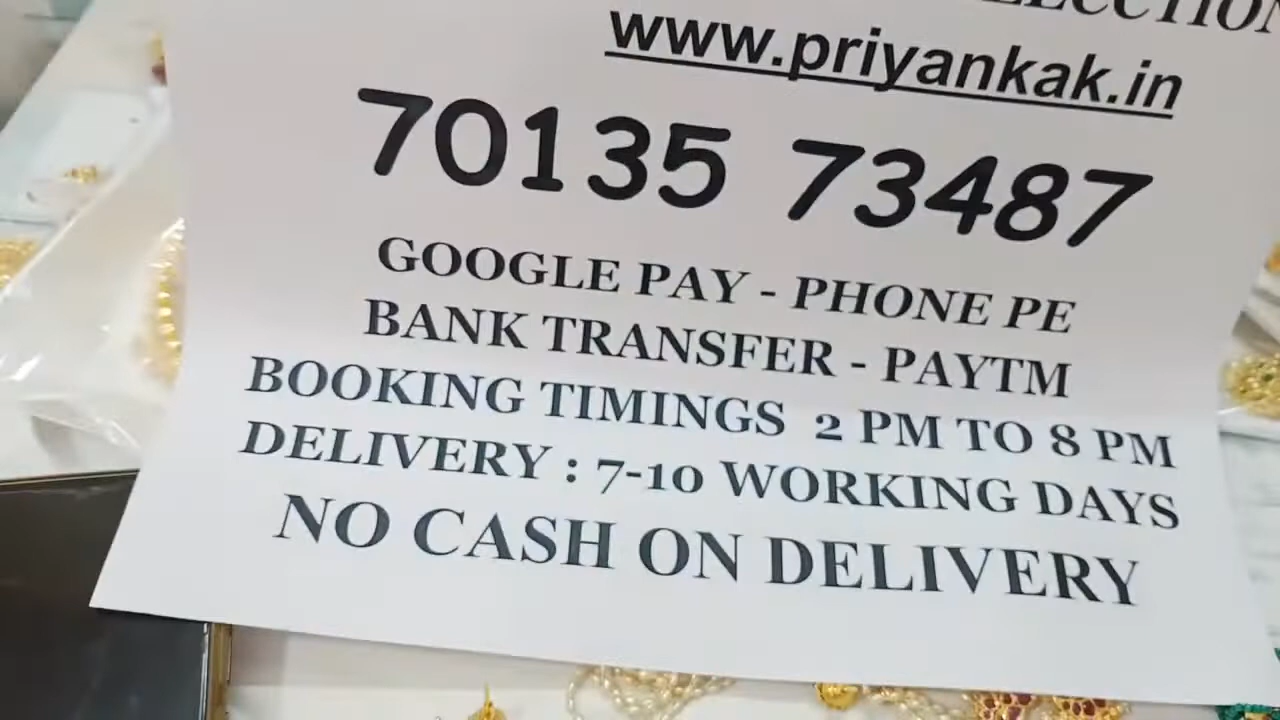 www.priyankak.in
70135 73487
GOOGLE PAY - PHONE PE
BANK TRANSFER - PAYTM
BOOKING TIMINGS 2 PM TO 8 PM
DELIVERY : 7-10 WORKING DAYS
NO CASH ON DELIVERY